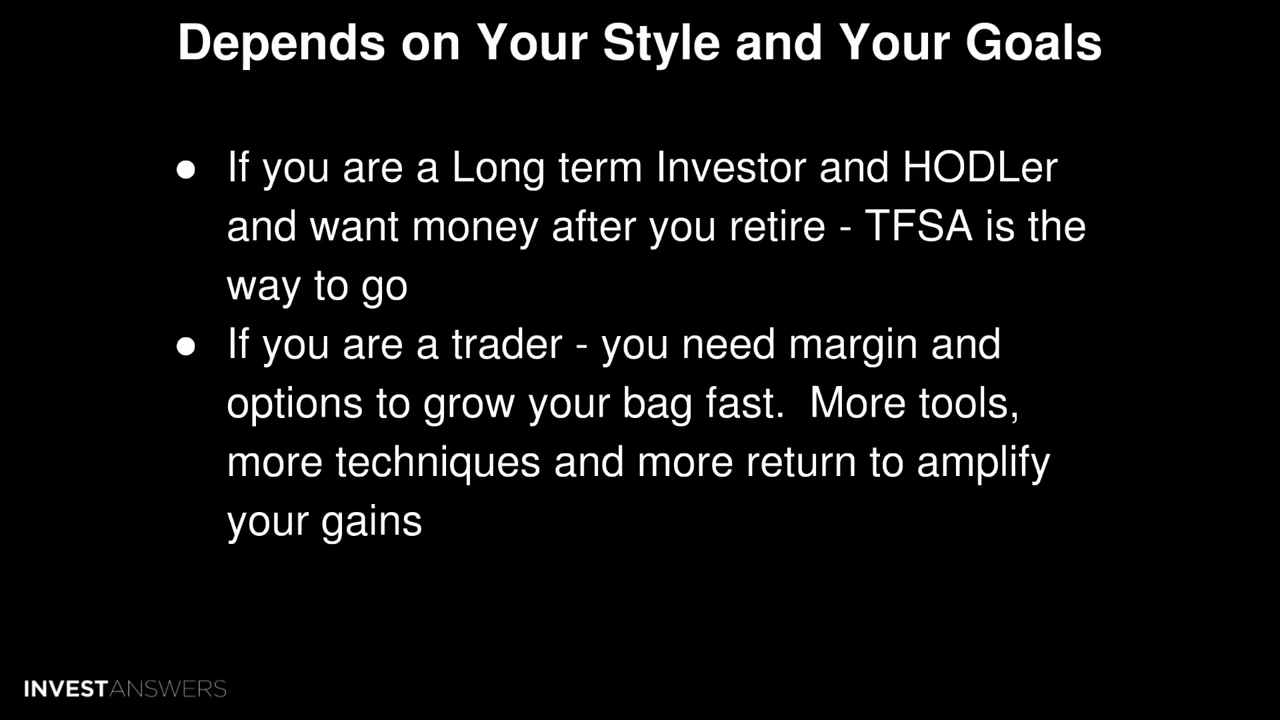 Depends on Your Style and Your Goals
● If you are a Long term Investor and HODLer
and want money after you retire - TFSA is the
way to go
● If you are a trader - you need margin and
options to grow your bag fast.  More tools,
more techniques and more return to amplify
your gains
INVESTANSWERS